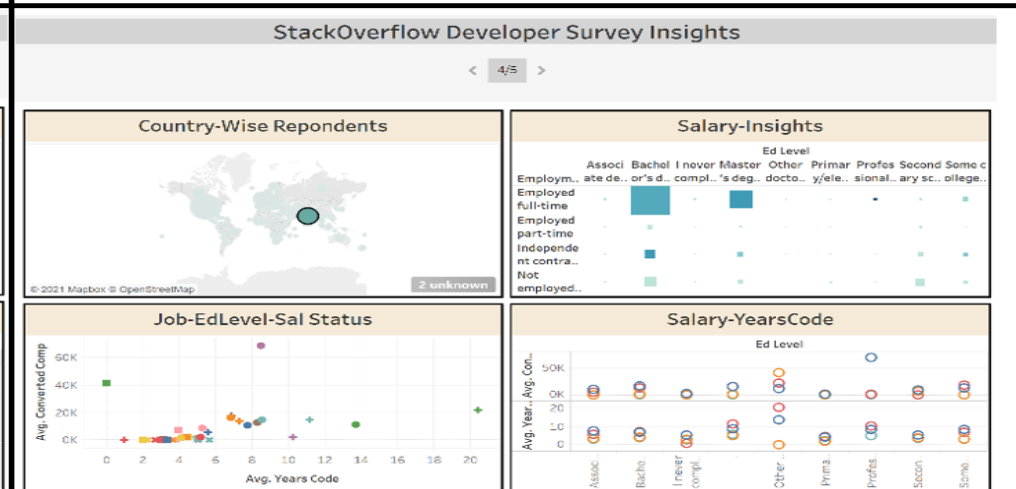 StackOverflow Developer Survey Insights
< 4/5 >
Country-Wise Repondents
© 2021 Mapbox © OpenStreetMap
2 unknown
Salary-Insights
Ed Level
Employm.. Associ ate de.. Bachel or's d.. I never compl.. Master 's deg.. Other docto.. Primar y/ele.. Profes sional.. Second ary sc.. Some c ollege..
Employed
full-time
Employed
part-time
Independe
nt contra..
Not
employed..
Job-EdLevel-Sal Status
Avg. Converted Comp
60K
40K
20K
0K
0 2 4 6 8 10 12 14 16 18 20
Avg. Years Code
Salary-YearsCode
Ed Level
Avg. Con..
50K
0K
Avg. Year..
20
10
0
Assoc..
Bache..
I never
compl..
Other ..
Prima..
Profes..
Secon..
Some..